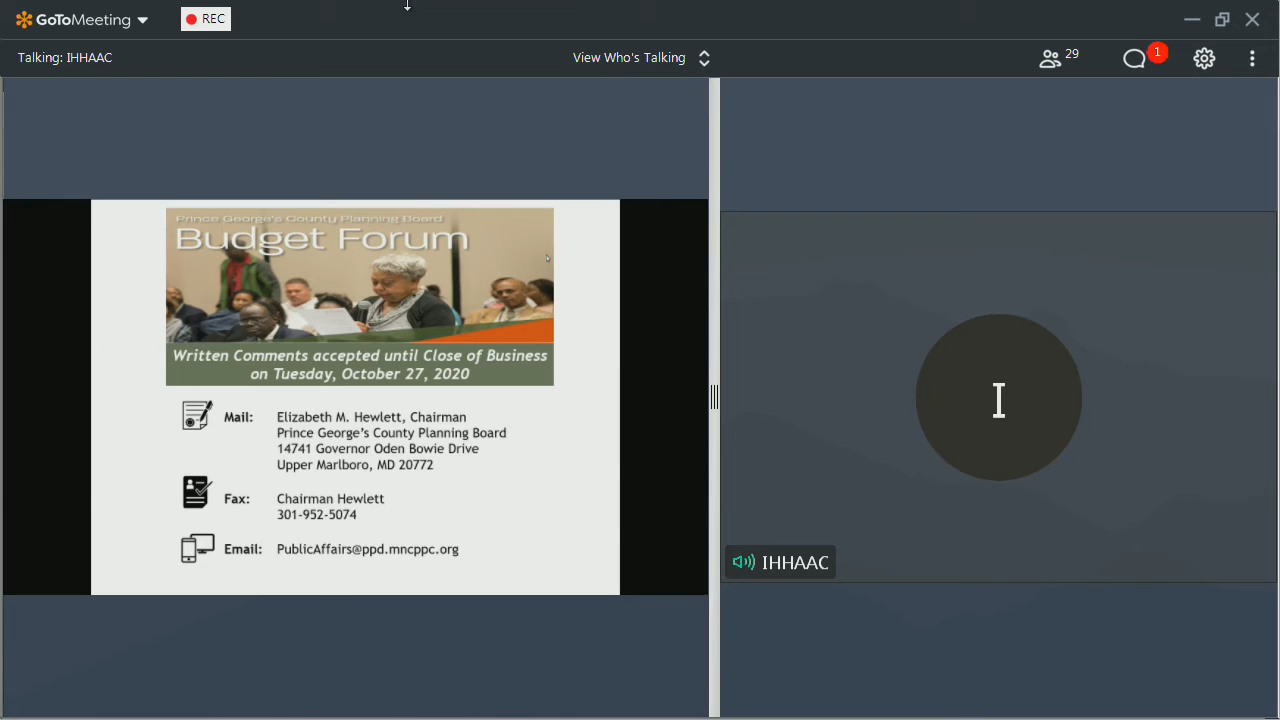 GoToMeeting
REC
Talking: IHHAAC
View Who's Talking
29
1
Prince George's County Planning Board
Budget Forum
Written Comments accepted until Close of Business
on Tuesday, October 27, 2020
Mail: Elizabeth M. Hewlett, Chairman
Prince George's County Planning Board
14741 Governor Oden Bowie Drive
Upper Marlboro, MD 20772
Fax: Chairman Hewlett
301-952-5074
Email: PublicAffairs@ppd.mncppc.org
I
IHHAAC